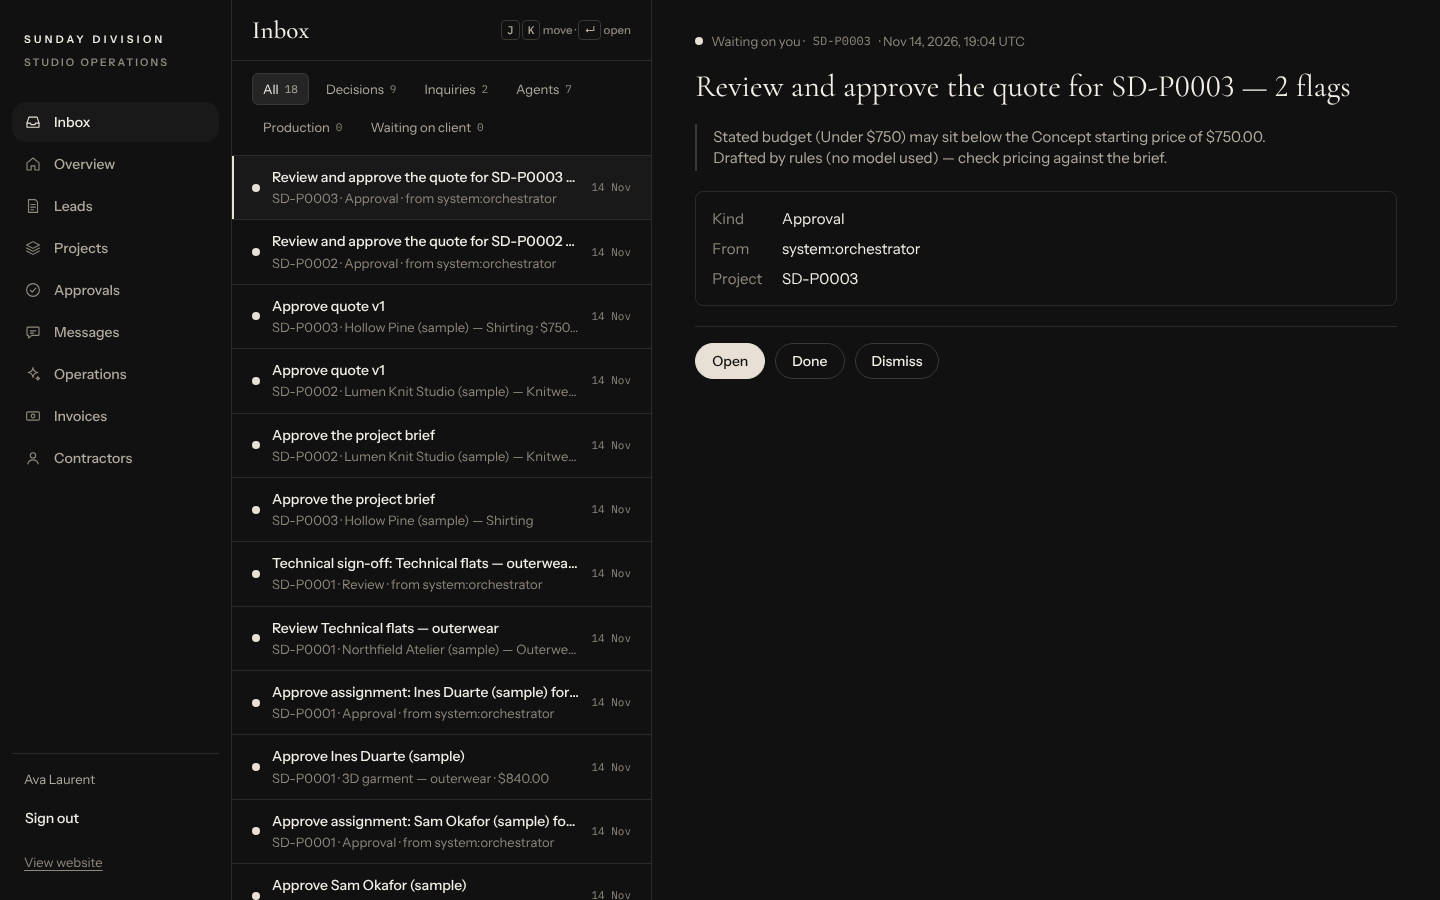 SUNDAY DIVISION
STUDIO OPERATIONS
Inbox
Overview
Leads
Projects
Approvals
Messages
Operations
Invoices
Contractors
Ava Laurent
Sign out
View website
Inbox
J K move · ↵ open
All 18 Decisions 9 Inquiries 2 Agents 7
Production 0 Waiting on client 0
Review and approve the quote for SD-P0003 ...
SD-P0003 · Approval · from system:orchestrator
14 Nov
Review and approve the quote for SD-P0002 ...
SD-P0002 · Approval · from system:orchestrator
14 Nov
Approve quote v1
SD-P0003 · Hollow Pine (sample) — Shirting · $750...
14 Nov
Approve quote v1
SD-P0002 · Lumen Knit Studio (sample) — Knitwe...
14 Nov
Approve the project brief
SD-P0002 · Lumen Knit Studio (sample) — Knitwe...
14 Nov
Approve the project brief
SD-P0003 · Hollow Pine (sample) — Shirting
14 Nov
Technical sign-off: Technical flats — outerwea...
SD-P0001 · Review · from system:orchestrator
14 Nov
Review Technical flats — outerwear
SD-P0001 · Northfield Atelier (sample) — Outerwe...
14 Nov
Approve assignment: Ines Duarte (sample) for...
SD-P0001 · Approval · from system:orchestrator
14 Nov
Approve Ines Duarte (sample)
SD-P0001 · 3D garment — outerwear · $840.00
14 Nov
Approve assignment: Sam Okafor (sample) fo...
SD-P0001 · Approval · from system:orchestrator
14 Nov
Approve Sam Okafor (sample)
14 Nov
Waiting on you · SD-P0003 · Nov 14, 2026, 19:04 UTC
Review and approve the quote for SD-P0003 — 2 flags
Stated budget (Under $750) may sit below the Concept starting price of $750.00.
Drafted by rules (no model used) — check pricing against the brief.
Kind Approval
From system:orchestrator
Project SD-P0003
Open Done Dismiss